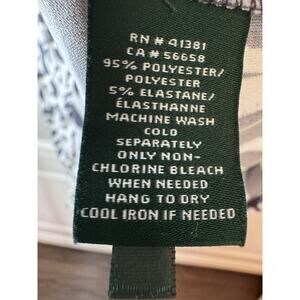 RN # 41381
CA # 56658
95% POLYESTER/
POLYESTER
5% ELASTANE/
ÉLASTHANNE
MACHINE WASH
COLD
SEPARATELY
ONLY NON-
CHLORINE BLEACH
WHEN NEEDED
HANG TO DRY
COOL IRON IF NEEDED